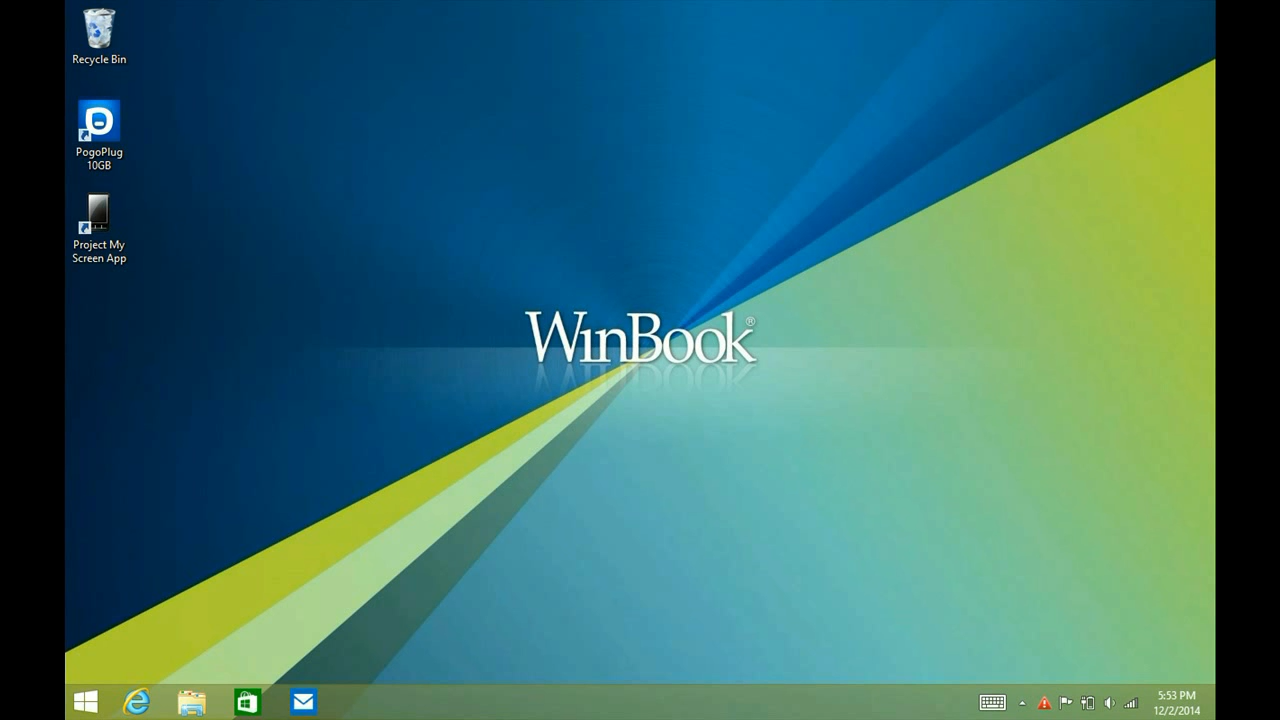 Recycle Bin
PogoPlug
10GB
Project My
Screen App
WinBook®
5:53 PM
12/2/2014